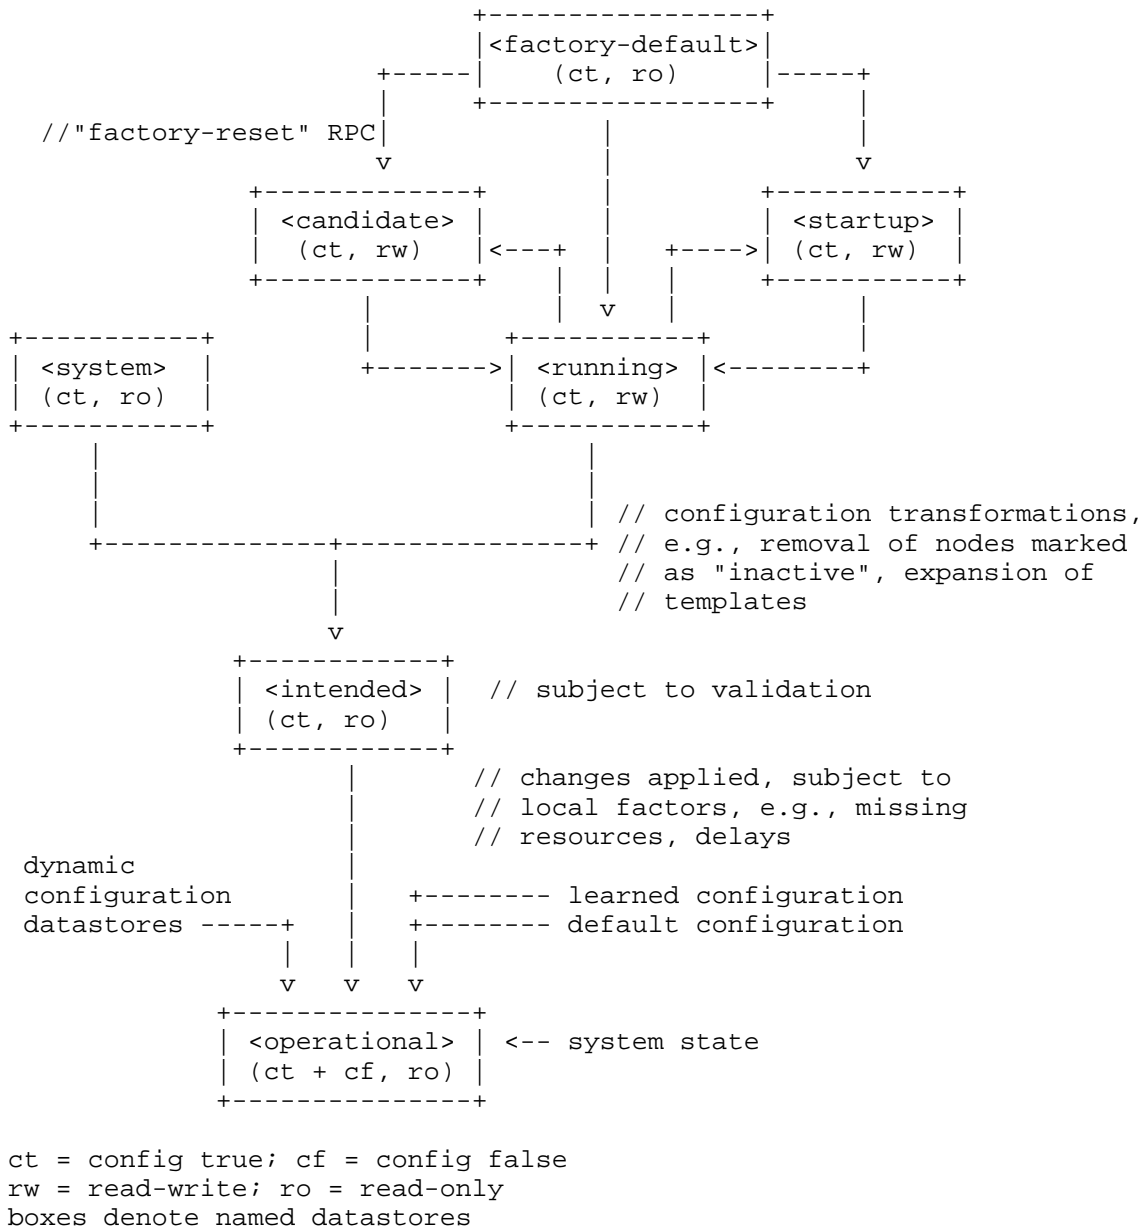 <factory-default>
(ct, ro)
//"factory-reset" RPC
<candidate> <startup>
(ct, rw) (ct, rw)
<system> <running>
(ct, ro) (ct, rw)
// configuration transformations,
// e.g., removal of nodes marked
// as "inactive", expansion of
// templates
<intended> // subject to validation
(ct, ro)
// changes applied, subject to
// local factors, e.g., missing
// resources, delays
dynamic
configuration learned configuration
datastores default configuration
<operational> <-- system state
(ct + cf, ro)
ct = config true; cf = config false
rw = read-write; ro = read-only
boxes denote named datastores